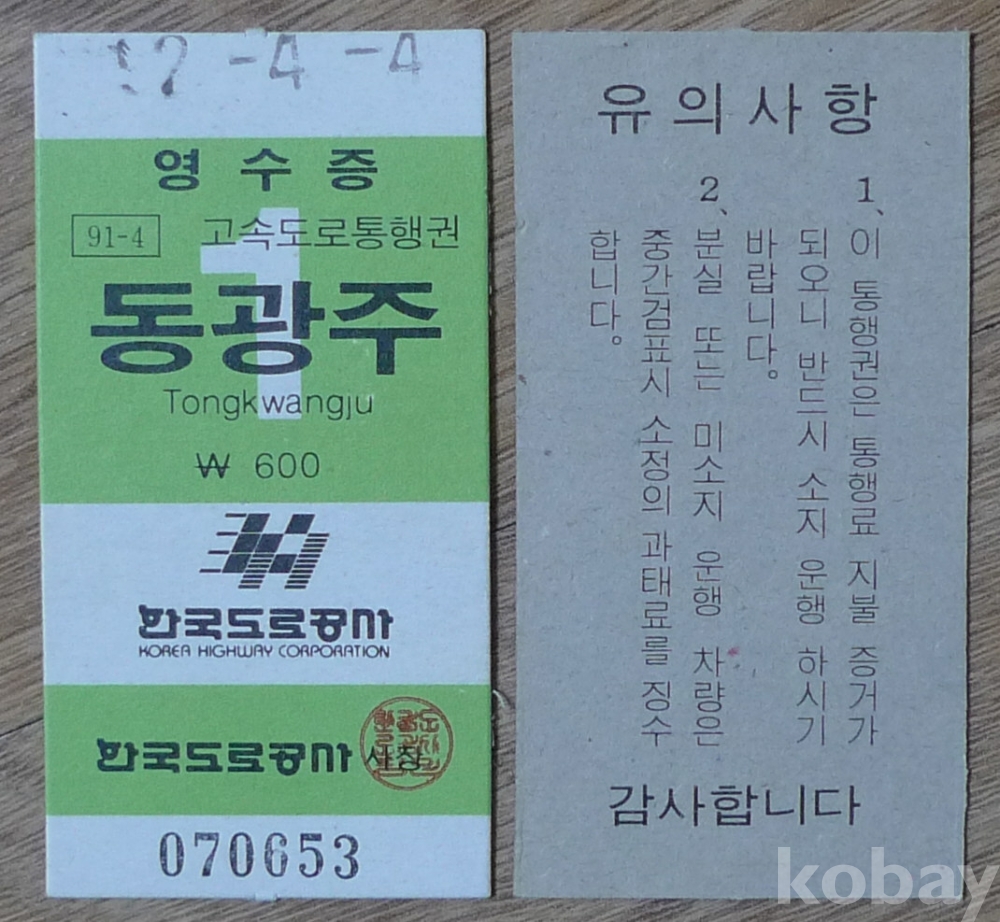 -4 -4
영수증
91-4 고속도로통행권
1
동광주
Tongkwangju
₩ 600
한국도로공사
KOREA HIGHWAY CORPORATION
한국도로공사 사장
070653
유의사항
1、이 통행권은 통행료 지불 증거가
되오니 반드시 소지 운행 하시기
바랍니다。
2、분실 또는 미소지 운행 차량은
중간검표시 소정의 과태료를 징수
합니다。
감사합니다
kobay